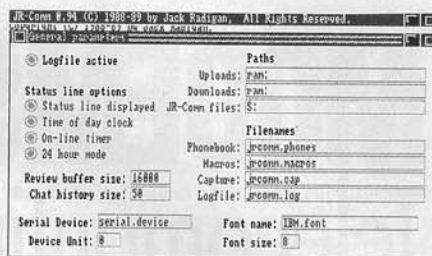 JR-Comm 0.94 (C) 1988-89 by Jack Radigan, All Rights Reserved.
General parameters
Logfile active
Status line options
Status line displayed
Time of day clock
On-line timer
24 hour mode
Review buffer size: 16000
Chat history size: 50
Serial Device: serial.device
Device Unit: 0
Paths
Uploads: ram:
Downloads: ram:
JR-Comm files: S:
Filenames
Phonebook: jrcomm.phones
Macros: jrcomm.macros
Capture: jrcomm.cap
Logfile: jrcomm.log
Font name: IBM.font
Font size: 8